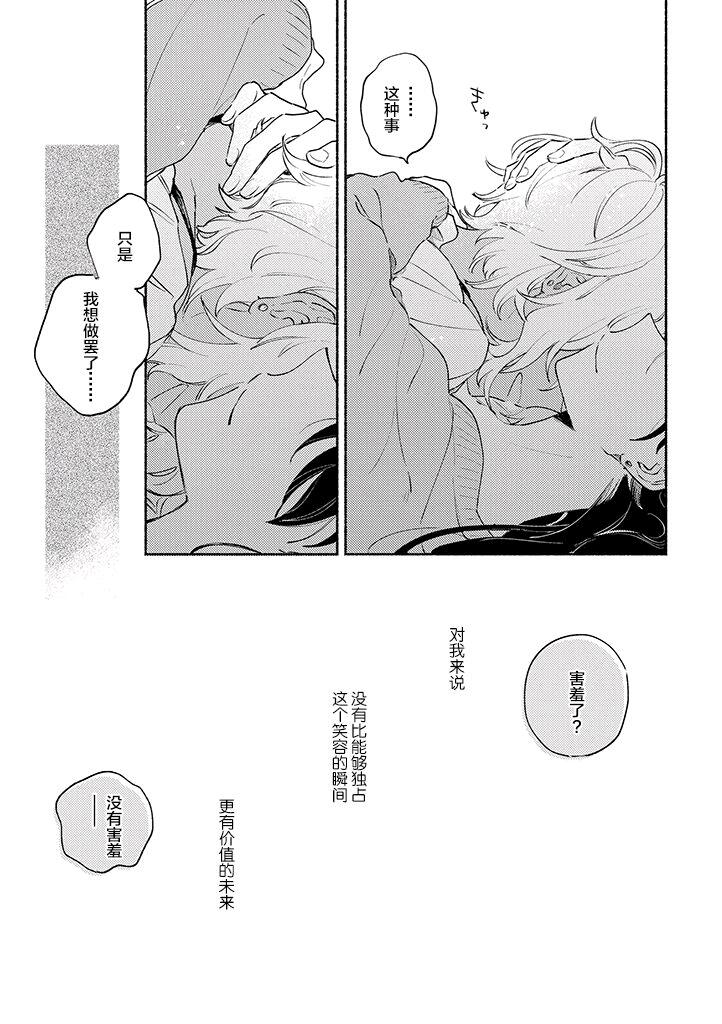 きゅっ
……
这种事
只是
我想做罢了……
害羞了？
对我来说
没有比能够独占
这个笑容的瞬间
更有价值的未来
没有害羞
——